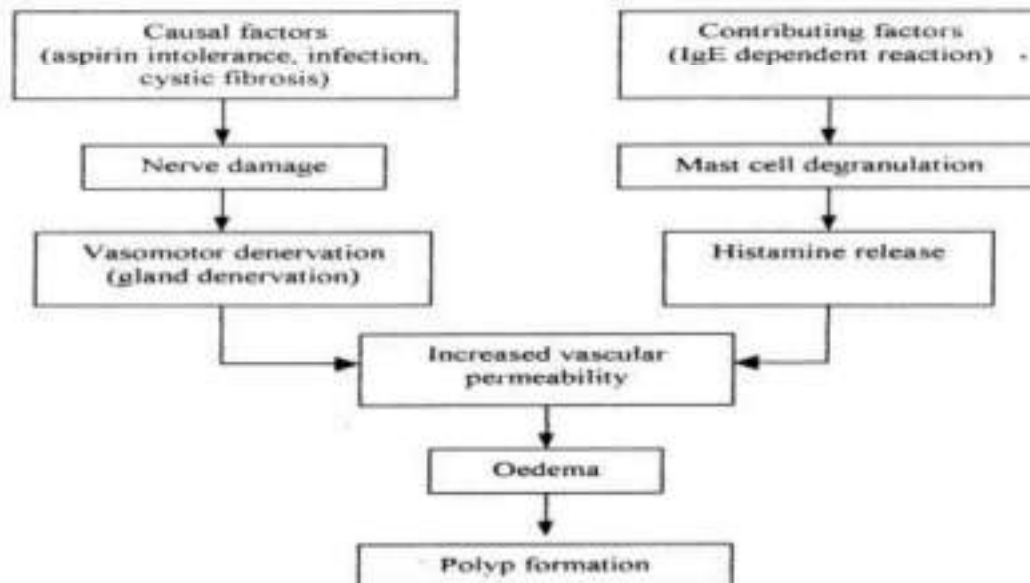 Causal factors
(aspirin intolerance, infection,
cystic fibrosis)
Contributing factors
(IgE dependent reaction)
Nerve damage
Mast cell degranulation
Vasomotor denervation
(gland denervation)
Histamine release
Increased vascular
permeability
Oedema
Polyp formation